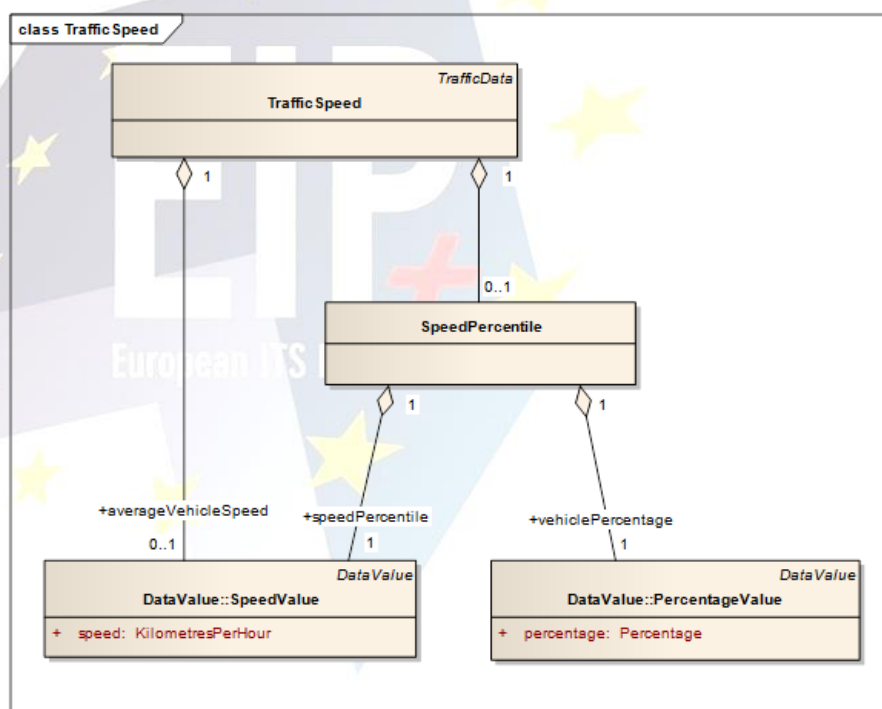 class TrafficSpeed
TrafficData
TrafficSpeed
1
1
EIP+
0..1
SpeedPercentile
European ITS
1
1
+averageVehicleSpeed
+speedPercentile
+vehiclePercentage
0..1
1
1
DataValue
DataValue::SpeedValue
+ speed: KilometresPerHour
DataValue
DataValue::PercentageValue
+ percentage: Percentage